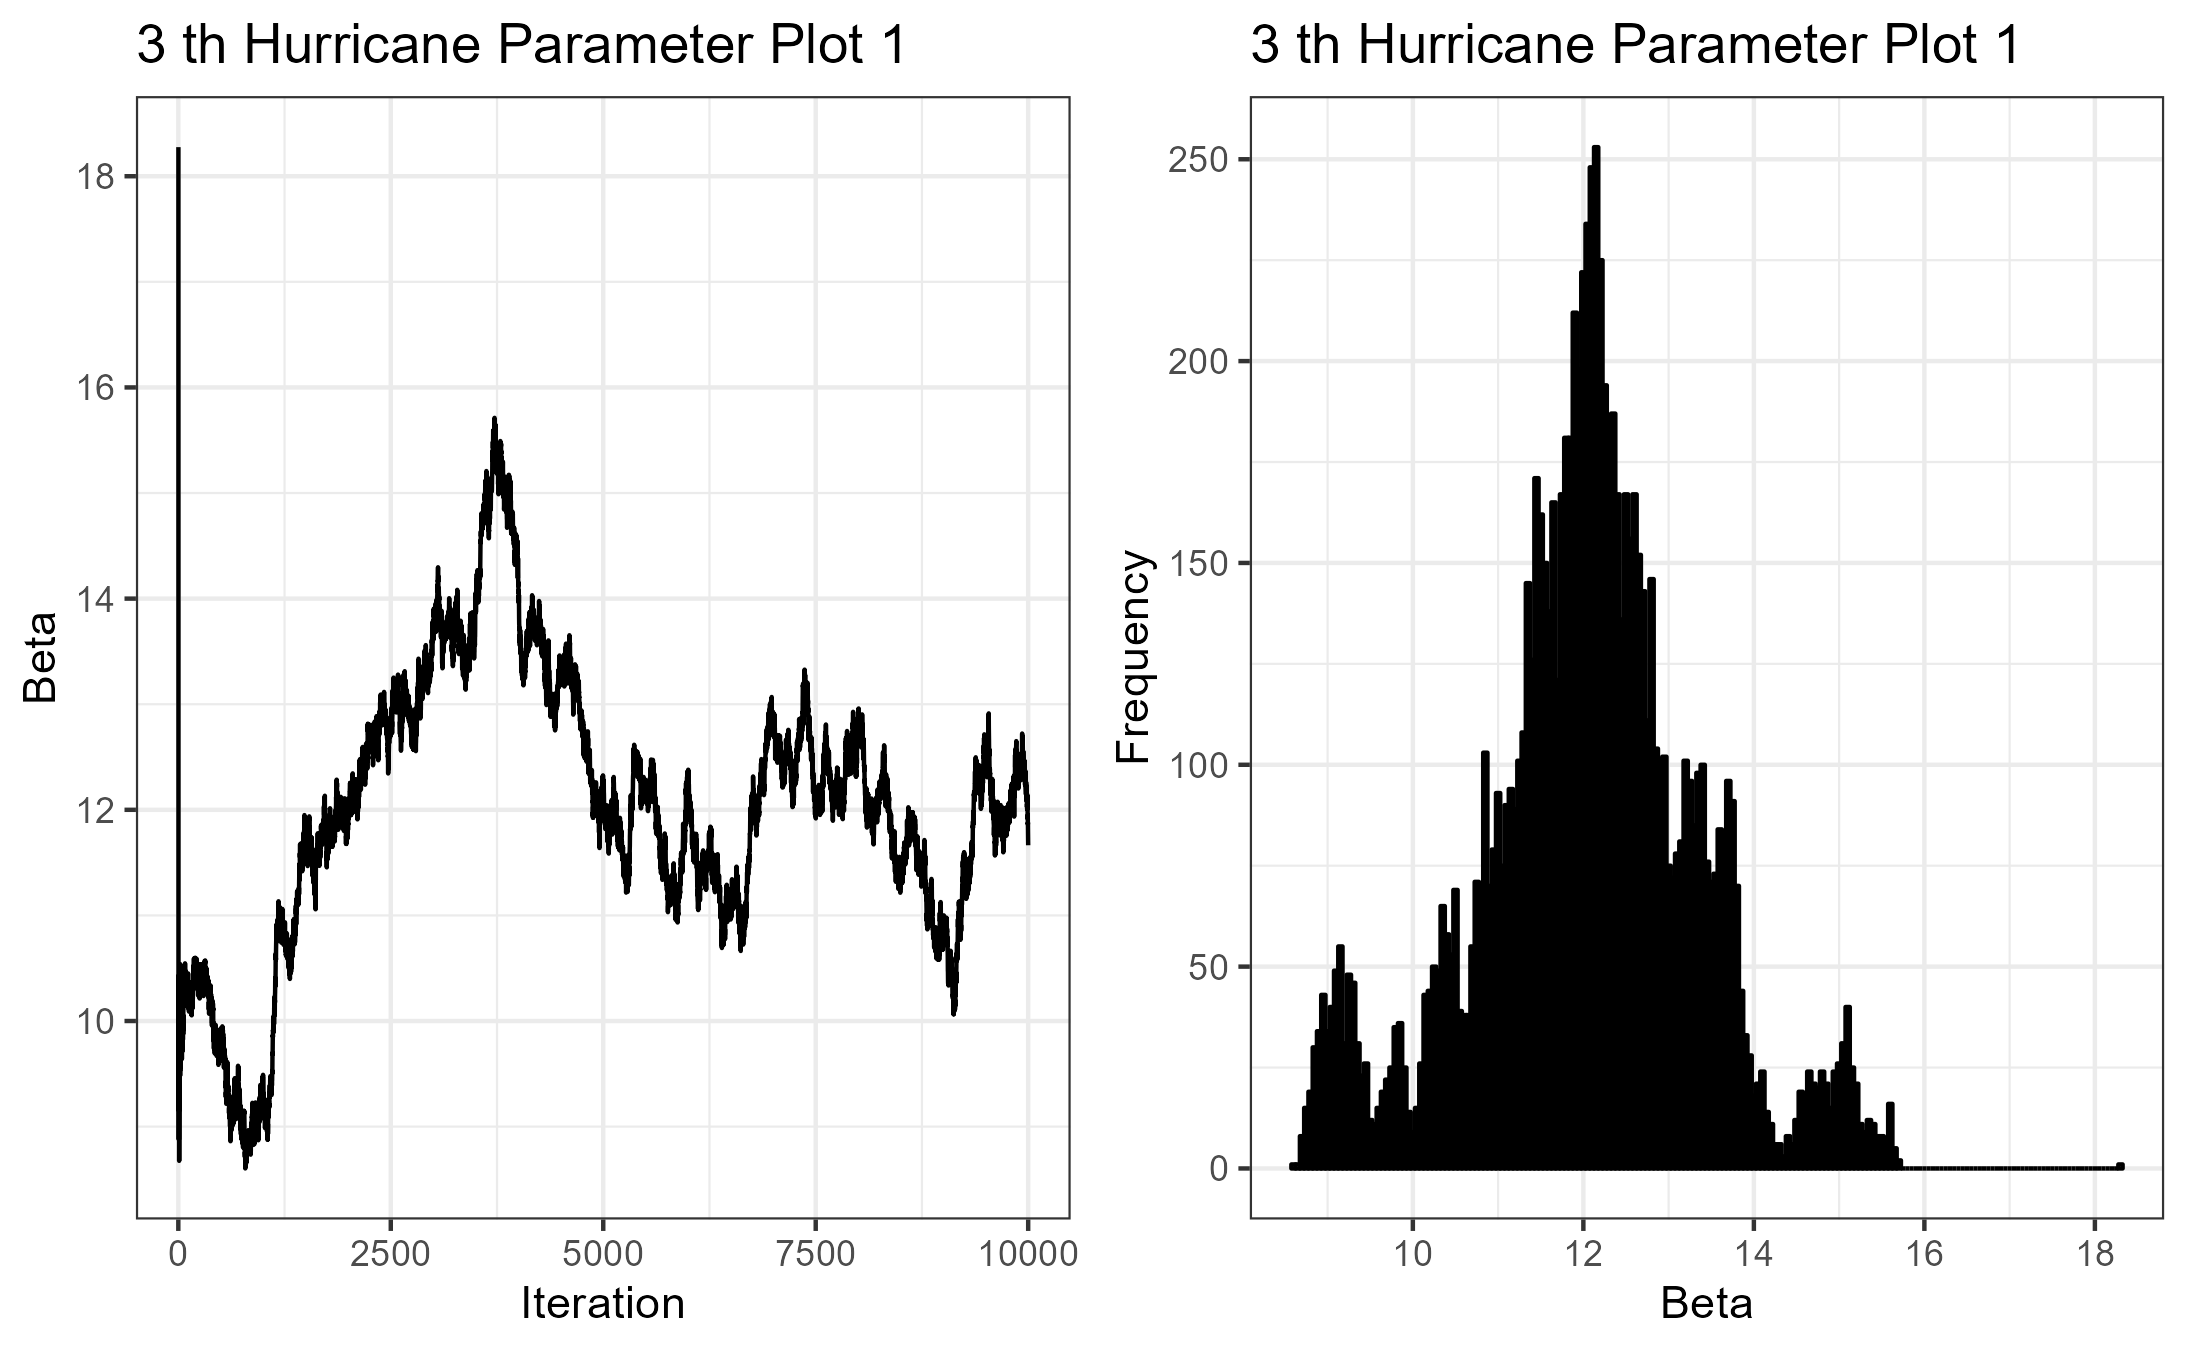 3 th Hurricane Parameter Plot 1
18
16
14
12
10
Beta
0 2500 5000 7500 10000
Iteration
3 th Hurricane Parameter Plot 1
250
200
150
100
50
0
Frequency
10 12 14 16 18
Beta